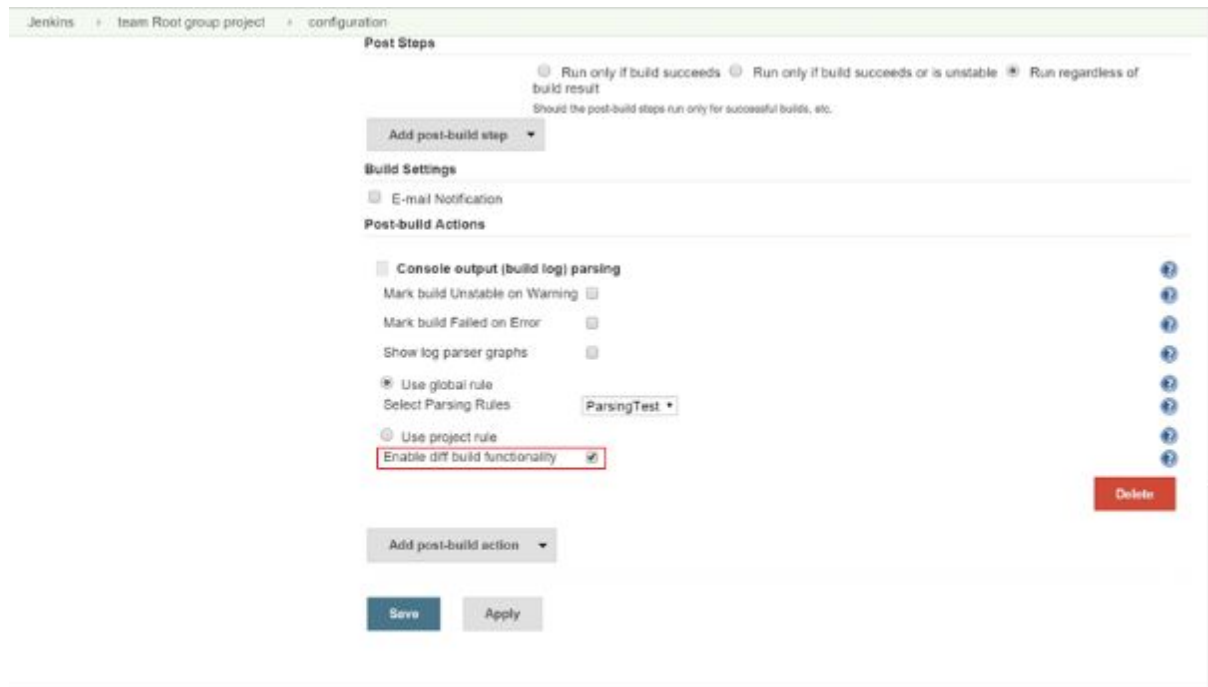 Jenkins › team Root group project › configuration
Post Steps
Run only if build succeeds Run only if build succeeds or is unstable Run regardless of
build result
Should the post-build steps run only for successful builds, etc.
Add post-build step
Build Settings
E-mail Notification
Post-build Actions
Console output (build log) parsing
Mark build Unstable on Warning
Mark build Failed on Error
Show log parser graphs
Use global rule
Select Parsing Rules ParsingTest
Use project rule
Enable diff build functionality
Delete
Add post-build action
Save Apply